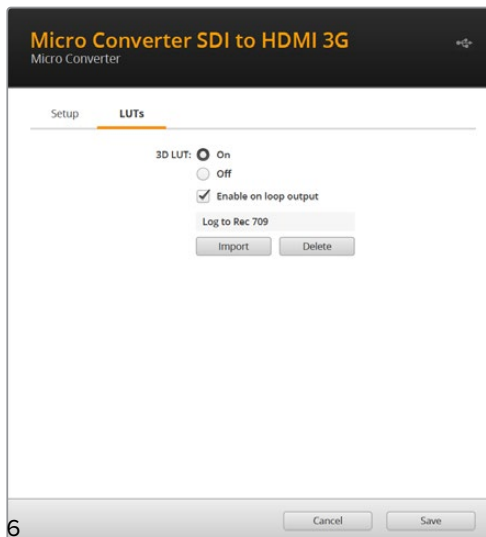 Micro Converter SDI to HDMI 3G
Micro Converter
Setup LUTs
3D LUT: On
Off
Enable on loop output
Log to Rec 709
Import Delete
6
Cancel Save